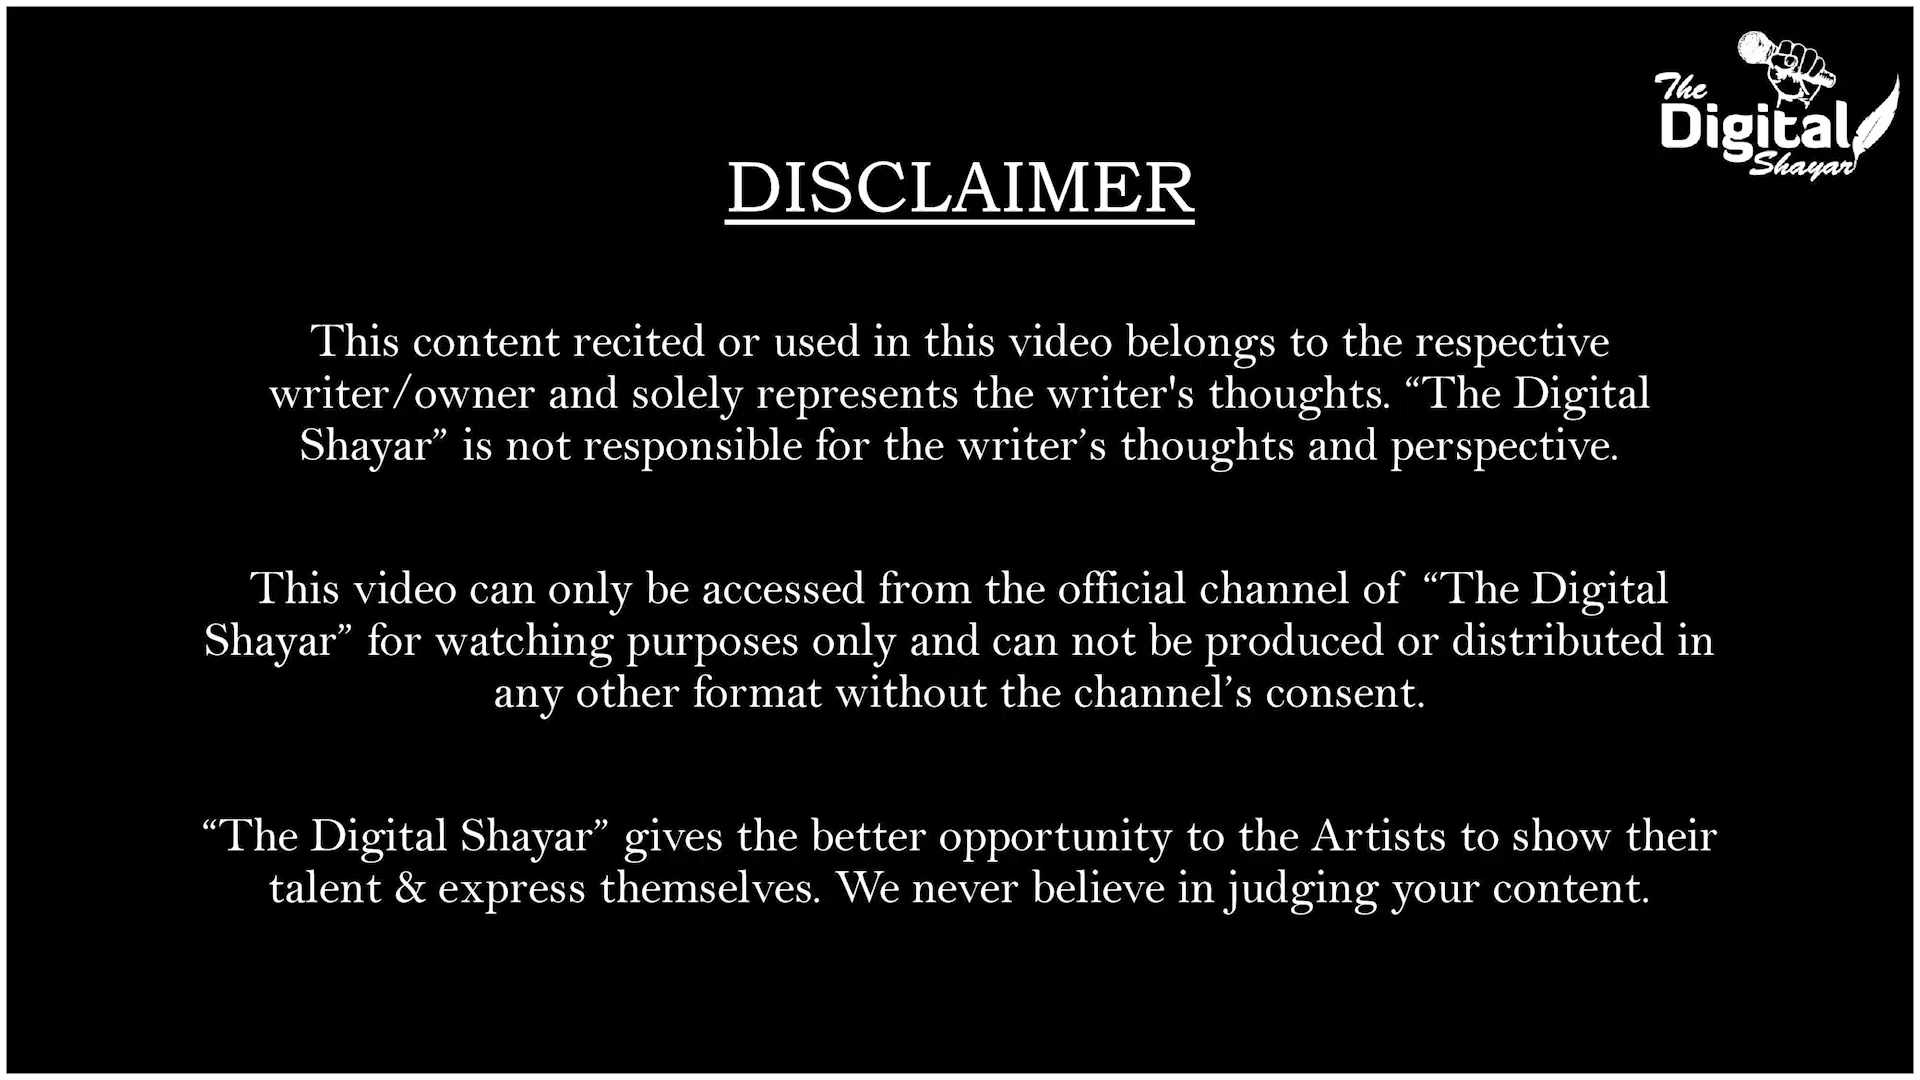 The
Digital
Shayar
DISCLAIMER
This content recited or used in this video belongs to the respective
writer/owner and solely represents the writer's thoughts. “The Digital
Shayar” is not responsible for the writer’s thoughts and perspective.
This video can only be accessed from the official channel of “The Digital
Shayar” for watching purposes only and can not be produced or distributed in
any other format without the channel’s consent.
“The Digital Shayar” gives the better opportunity to the Artists to show their
talent & express themselves. We never believe in judging your content.